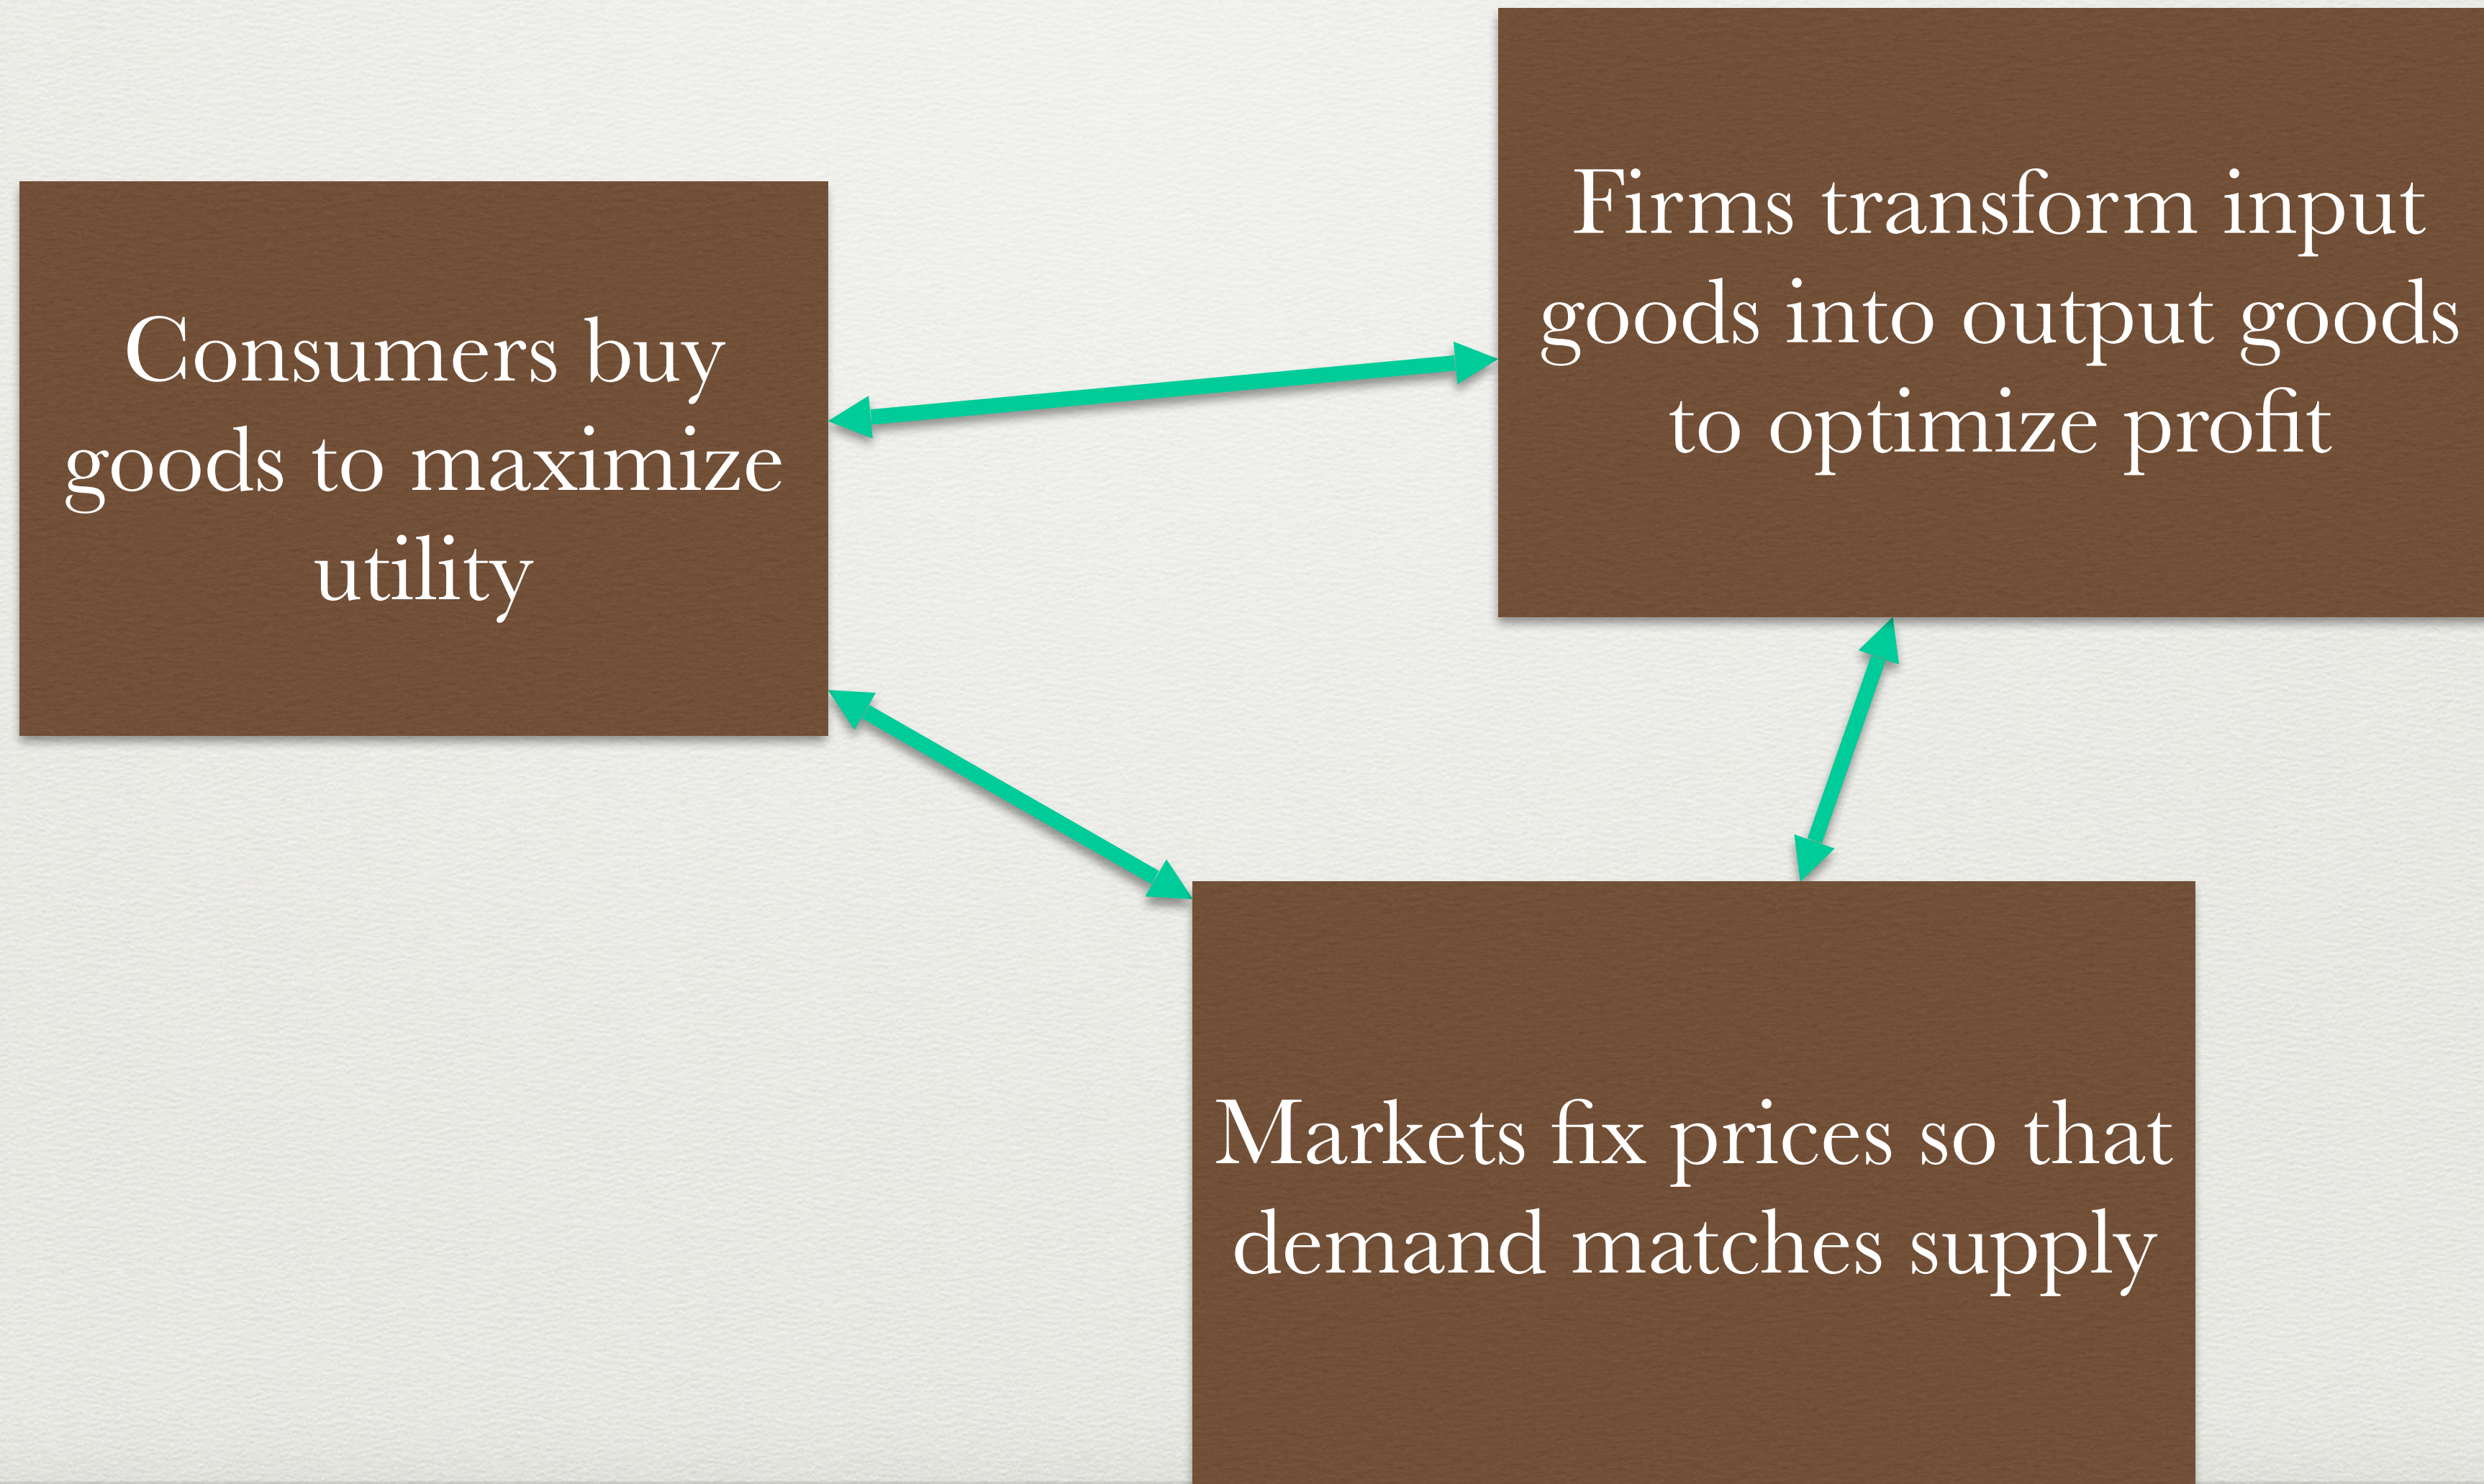 Consumers buy
goods to maximize
utility
Firms transform input
goods into output goods
to optimize profit
Markets fix prices so that
demand matches supply